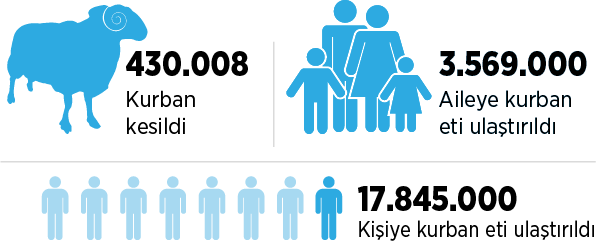 430.008
Kurban
kesildi
3.569.000
Aileye kurban
eti ulaştırıldı
17.845.000
Kişiye kurban eti ulaştırıldı